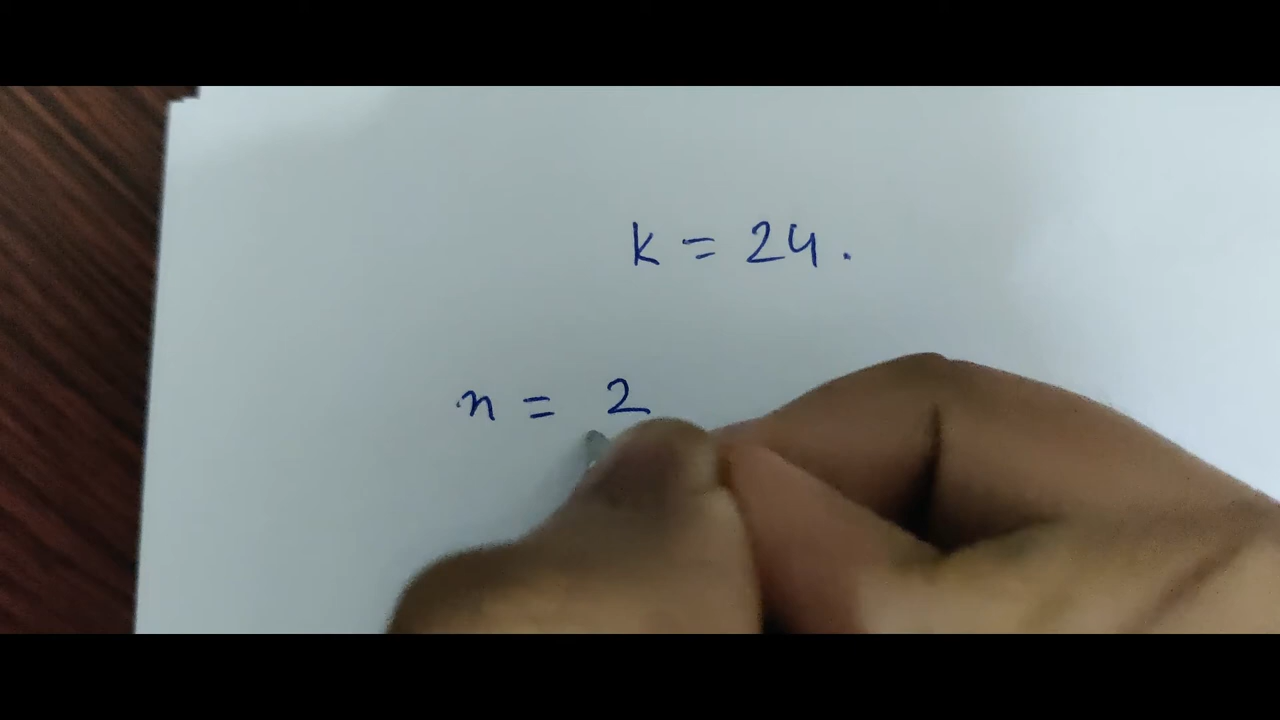 k = 24.
n = 2